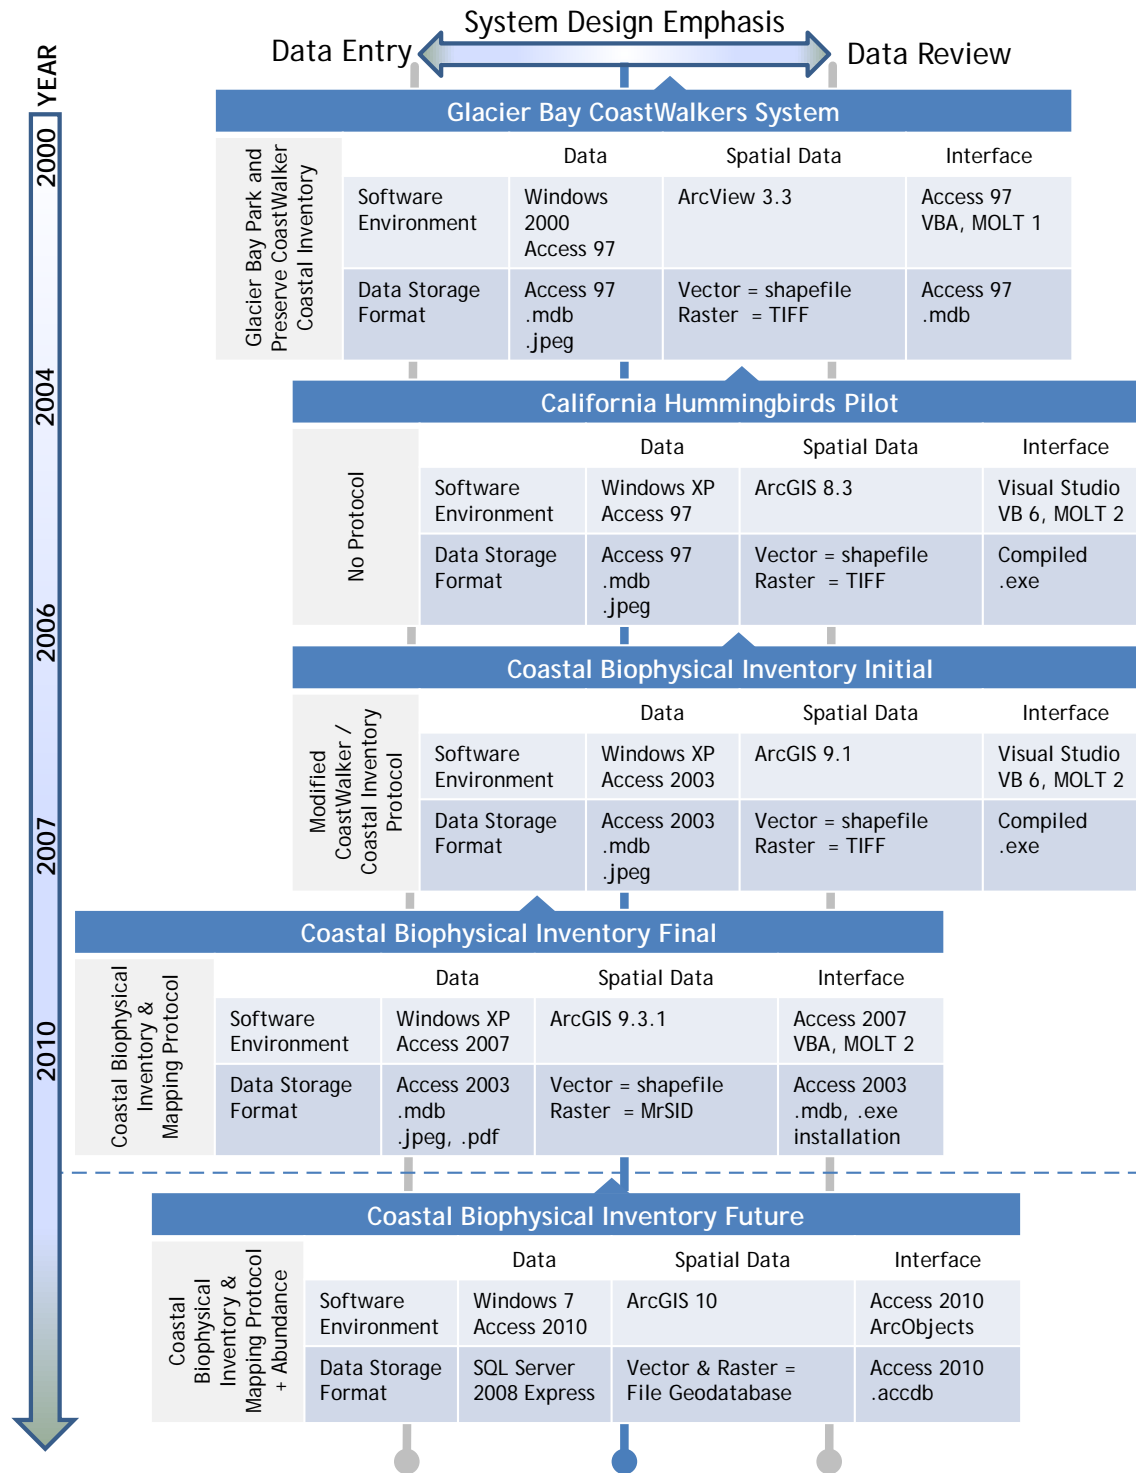 System Design Emphasis
Data Entry
Data Review
YEAR
2000
2004
2006
2007
2010
Glacier Bay CoastWalkers System
Glacier Bay Park and
Preserve CoastWalker
Coastal Inventory
Data
Spatial Data
Interface
Software
Environment
Windows
2000
Access 97
ArcView 3.3
Access 97
VBA, MOLT 1
Data Storage
Format
Access 97
.mdb
.jpeg
Vector = shapefile
Raster = TIFF
Access 97
.mdb
California Hummingbirds Pilot
No Protocol
Data
Spatial Data
Interface
Software
Environment
Windows XP
Access 97
ArcGIS 8.3
Visual Studio
VB 6, MOLT 2
Data Storage
Format
Access 97
.mdb
.jpeg
Vector = shapefile
Raster = TIFF
Compiled
.exe
Coastal Biophysical Inventory Initial
Modified
CoastWalker /
Coastal Inventory
Protocol
Data
Spatial Data
Interface
Software
Environment
Windows XP
Access 2003
ArcGIS 9.1
Visual Studio
VB 6, MOLT 2
Data Storage
Format
Access 2003
.mdb
.jpeg
Vector = shapefile
Raster = TIFF
Compiled
.exe
Coastal Biophysical Inventory Final
Coastal Biophysical
Inventory &
Mapping Protocol
Data
Spatial Data
Interface
Software
Environment
Windows XP
Access 2007
ArcGIS 9.3.1
Access 2007
VBA, MOLT 2
Data Storage
Format
Access 2003
.mdb
.jpeg, .pdf
Vector = shapefile
Raster = MrSID
Access 2003
.mdb, .exe
installation
Coastal Biophysical Inventory Future
Coastal
Biophysical
Inventory &
Mapping Protocol
+ Abundance
Data
Spatial Data
Interface
Software
Environment
Windows 7
Access 2010
ArcGIS 10
Access 2010
ArcObjects
Data Storage
Format
SQL Server
2008 Express
Vector & Raster =
File Geodatabase
Access 2010
.accdb